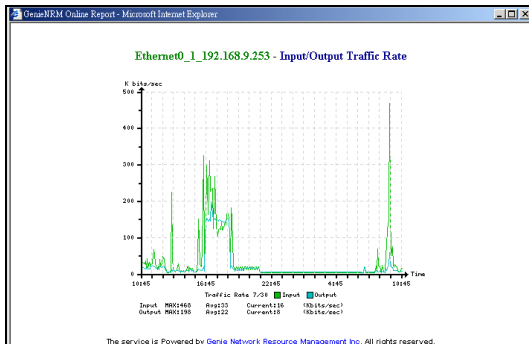 GenieNRM Online Report - Microsoft Internet Explorer
Ethernet0_1_192.168.9.253 - Input/Output Traffic Rate
K bits/sec
500
400
300
200
100
0
10:45 16:45 22:45 04:45 10:45 Time
Traffic Rate 7/30 Input Output
Input MAX:468 Avg:33 Current:16 (Kbits/sec)
Output MAX:198 Avg:22 Current:8 (Kbits/sec)
The service is Powered by Genie Network Resource Management Inc. All rights reserved.